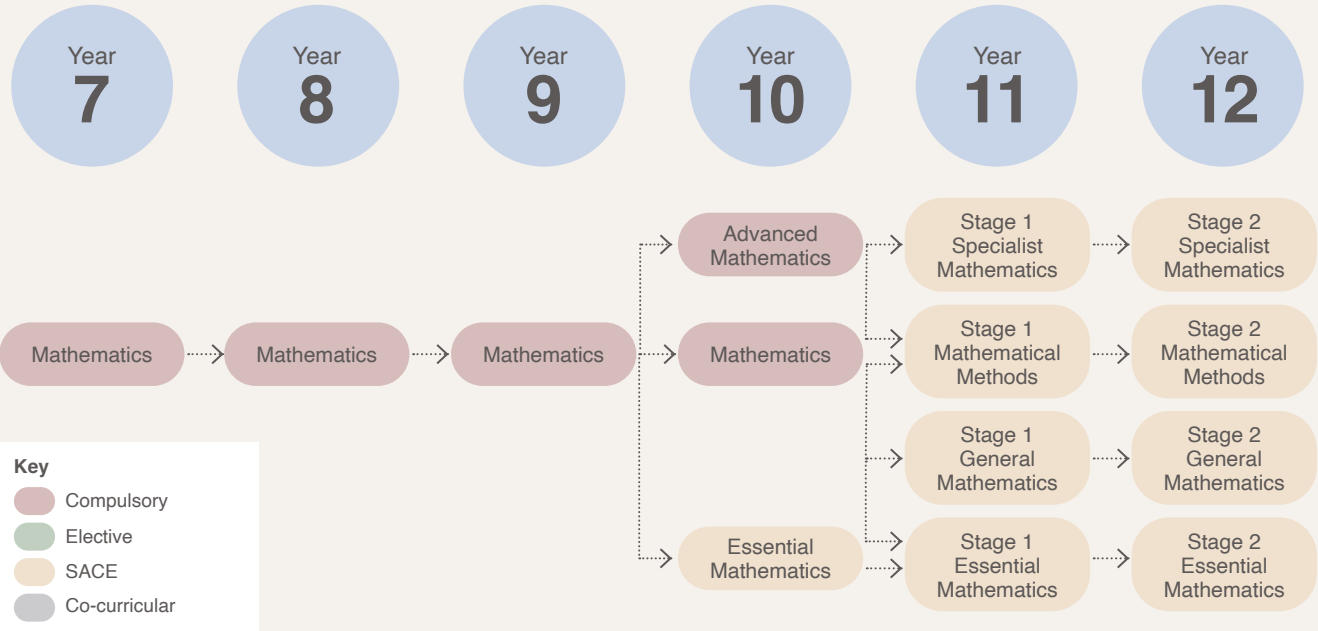 Year
7
Year
8
Year
9
Year
10
Year
11
Year
12
Advanced
Mathematics
Stage 1
Specialist
Mathematics
Stage 2
Specialist
Mathematics
Mathematics
Mathematics
Mathematics
Mathematics
Stage 1
Mathematical
Methods
Stage 2
Mathematical
Methods
Stage 1
General
Mathematics
Stage 2
General
Mathematics
Essential
Mathematics
Stage 1
Essential
Mathematics
Stage 2
Essential
Mathematics
Key
Compulsory
Elective
SACE
Co-curricular